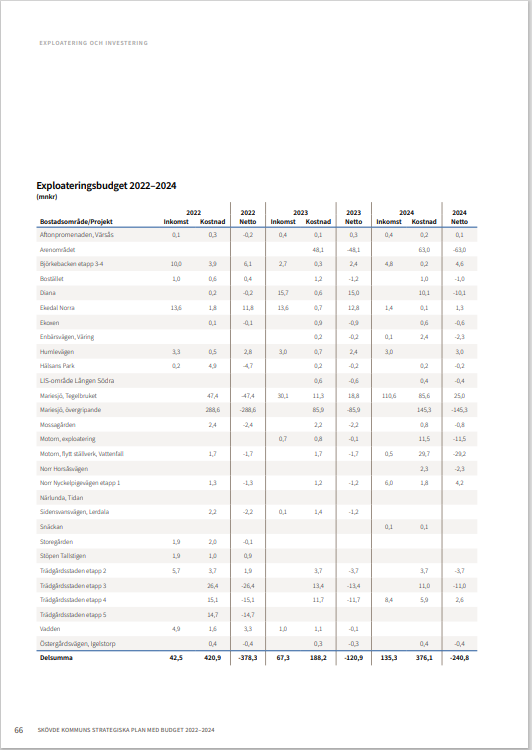 EXPLOATERING OCH INVESTERING
Exploateringsbudget 2022–2024
(mnkr)
2022 2022 2023 2023 2024 2024
Bostadsområde/Projekt Inkomst Kostnad Netto Inkomst Kostnad Netto Inkomst Kostnad Netto
Aftonpromenaden, Värsås 0,1 0,3 -0,2 0,4 0,1 0,3 0,4 0,2 0,1
Arenområdet 48,1 -48,1 63,0 -63,0
Björkebacken etapp 3-4 10,0 3,9 6,1 2,7 0,3 2,4 4,8 0,2 4,6
Bostället 1,0 0,6 0,4 1,2 -1,2 1,0 -1,0
Diana 0,2 -0,2 15,7 0,6 15,0 10,1 -10,1
Ekedal Norra 13,6 1,8 11,8 13,6 0,7 12,8 1,4 0,1 1,3
Ekoxen 0,1 -0,1 0,9 -0,9 0,6 -0,6
Enbärsvägen, Väring 0,2 -0,2 0,1 2,4 -2,3
Humlevägen 3,3 0,5 2,8 3,0 0,7 2,4 3,0 3,0
Hälsans Park 0,2 4,9 -4,7 0,2 -0,2 0,2 -0,2
LIS-område Lången Södra 0,6 -0,6 0,4 -0,4
Mariesjö, Tegelbruket 47,4 -47,4 30,1 11,3 18,8 110,6 85,6 25,0
Mariesjö, övergripande 288,6 -288,6 85,9 -85,9 145,3 -145,3
Mossagården 2,4 -2,4 2,2 -2,2 0,8 -0,8
Motorn, exploatering 0,7 0,8 -0,1 11,5 -11,5
Motorn, flytt ställverk, Vattenfall 1,7 -1,7 1,7 -1,7 0,5 29,7 -29,2
Norr Horsåsvägen 2,3 -2,3
Norr Nyckelpigevägen etapp 1 1,3 -1,3 1,2 -1,2 6,0 1,8 4,2
Närlunda, Tidan
Sidensvansvägen, Lerdala 2,2 -2,2 0,1 1,4 -1,2
Snäckan 0,1 0,1
Storegården 1,9 2,0 -0,1
Stöpen Tallstigen 1,9 1,0 0,9
Trädgårdsstaden etapp 2 5,7 3,7 1,9 3,7 -3,7 3,7 -3,7
Trädgårdsstaden etapp 3 26,4 -26,4 13,4 -13,4 11,0 -11,0
Trädgårdsstaden etapp 4 15,1 -15,1 11,7 -11,7 8,4 5,9 2,6
Trädgårdsstaden etapp 5 14,7 -14,7
Vadden 4,9 1,6 3,3 1,0 1,1 -0,1
Östergårdsvägen, Igelstorp 0,4 -0,4 0,3 -0,3 0,4 -0,4
Delsumma 42,5 420,9 -378,3 67,3 188,2 -120,9 135,3 376,1 -240,8
66 SKÖVDE KOMMUNS STRATEGISKA PLAN MED BUDGET 2022–2024